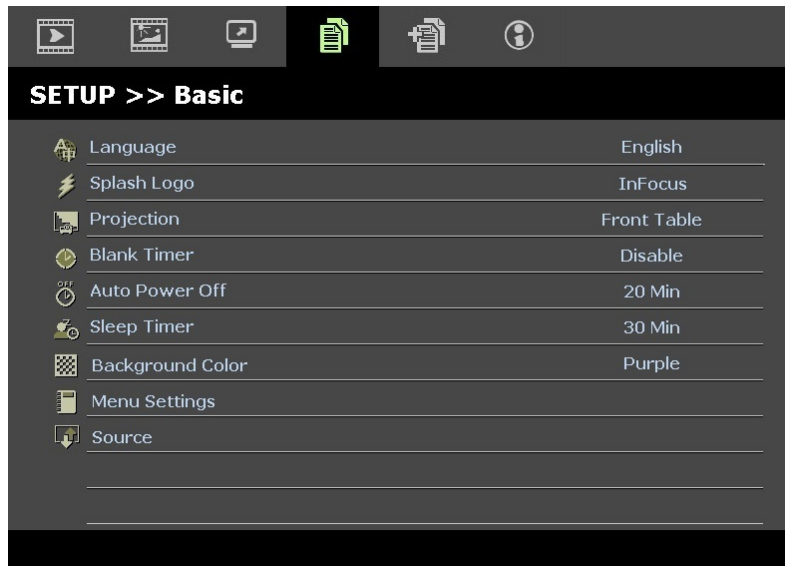 SETUP >> Basic
Language English
Splash Logo InFocus
Projection Front Table
Blank Timer Disable
OFF
Auto Power Off 20 Min
Sleep Timer 30 Min
Background Color Purple
Menu Settings
Source